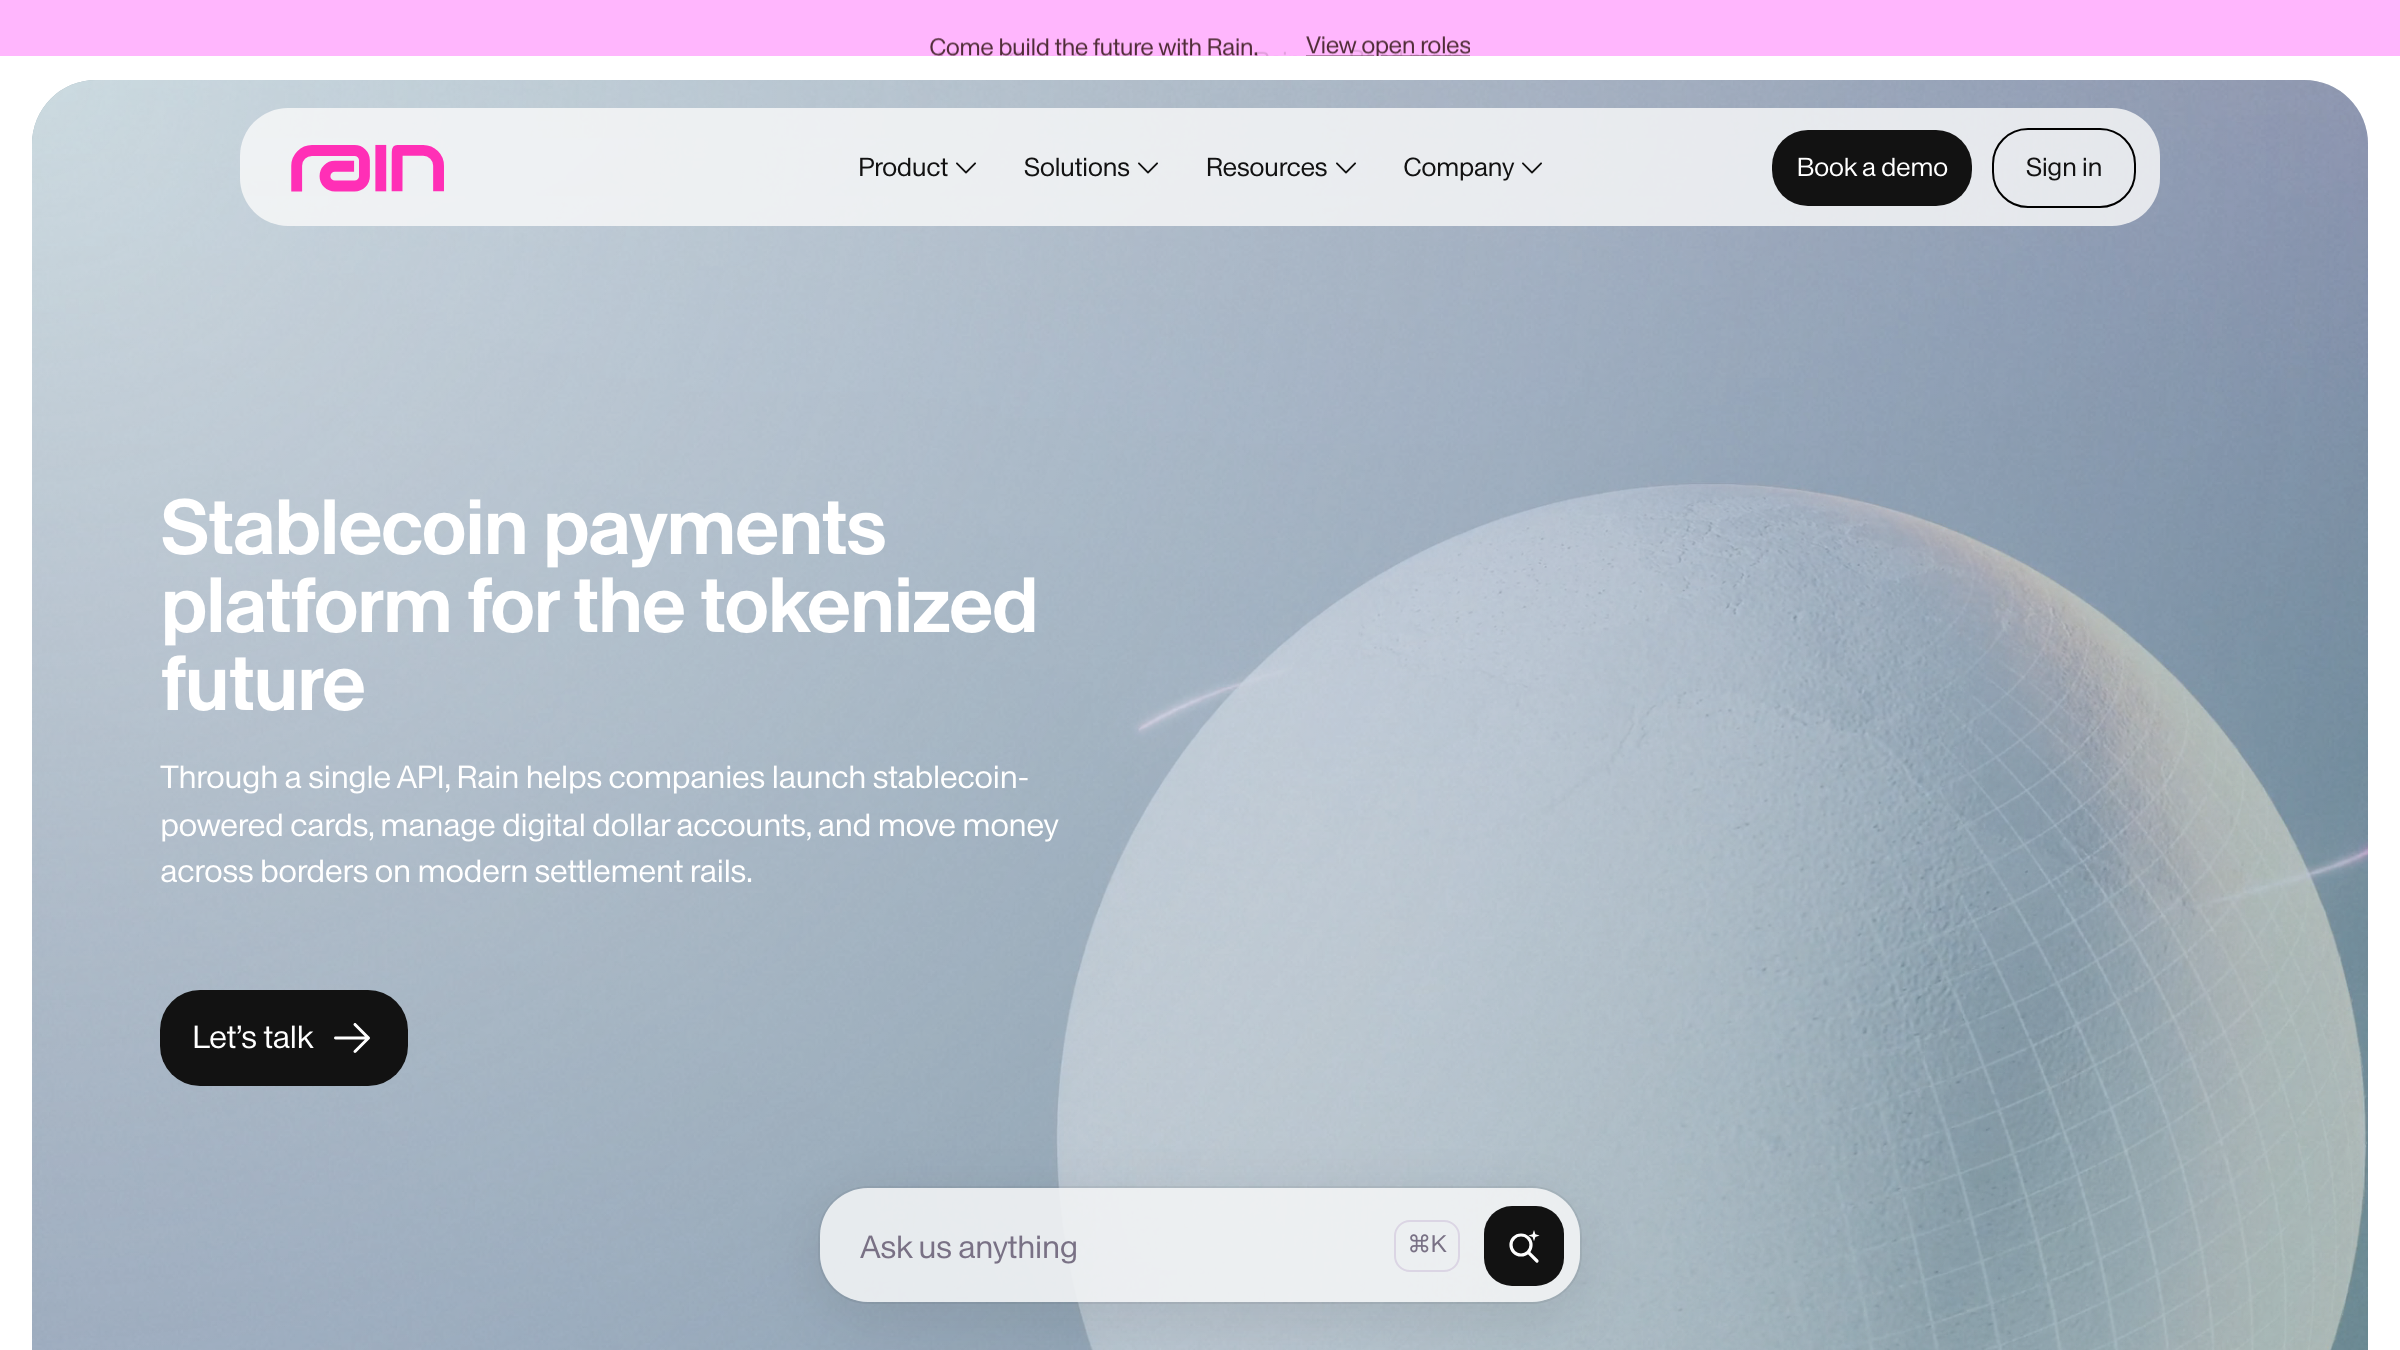 Come build the future with Rain. View open roles
rain
Product Solutions Resources Company Book a demo Sign in
Stablecoin payments
platform for the tokenized
future
Through a single API, Rain helps companies launch stablecoin-
powered cards, manage digital dollar accounts, and move money
across borders on modern settlement rails.
Let’s talk
Ask us anything ⌘K